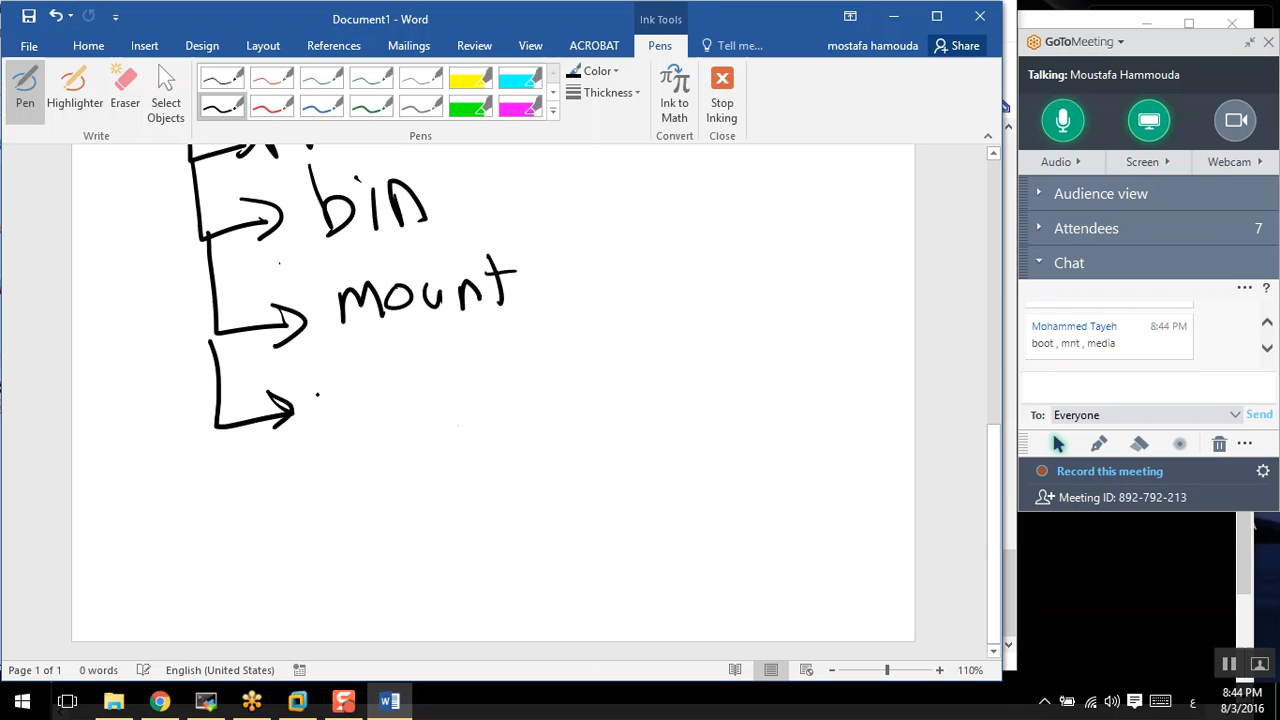 Document1 - Word
Ink Tools
File
Home
Insert
Design
Layout
References
Mailings
Review
View
ACROBAT
Pens
Tell me...
mostafa hamouda
Share
Pen
Highlighter
Eraser
Select
Objects
Color
Thickness
Ink to
Math
Stop
Inking
Write
Pens
Convert
Close
bin
mount
GoToMeeting
Talking: Moustafa Hammouda
Audio
Screen
Webcam
Audience view
Attendees
7
Chat
?
Mohammed Tayeh
8:44 PM
boot , mnt , media
To:
Everyone
Send
Record this meeting
Meeting ID: 892-792-213
Page 1 of 1
0 words
English (United States)
110%
ع
8:44 PM
8/3/2016